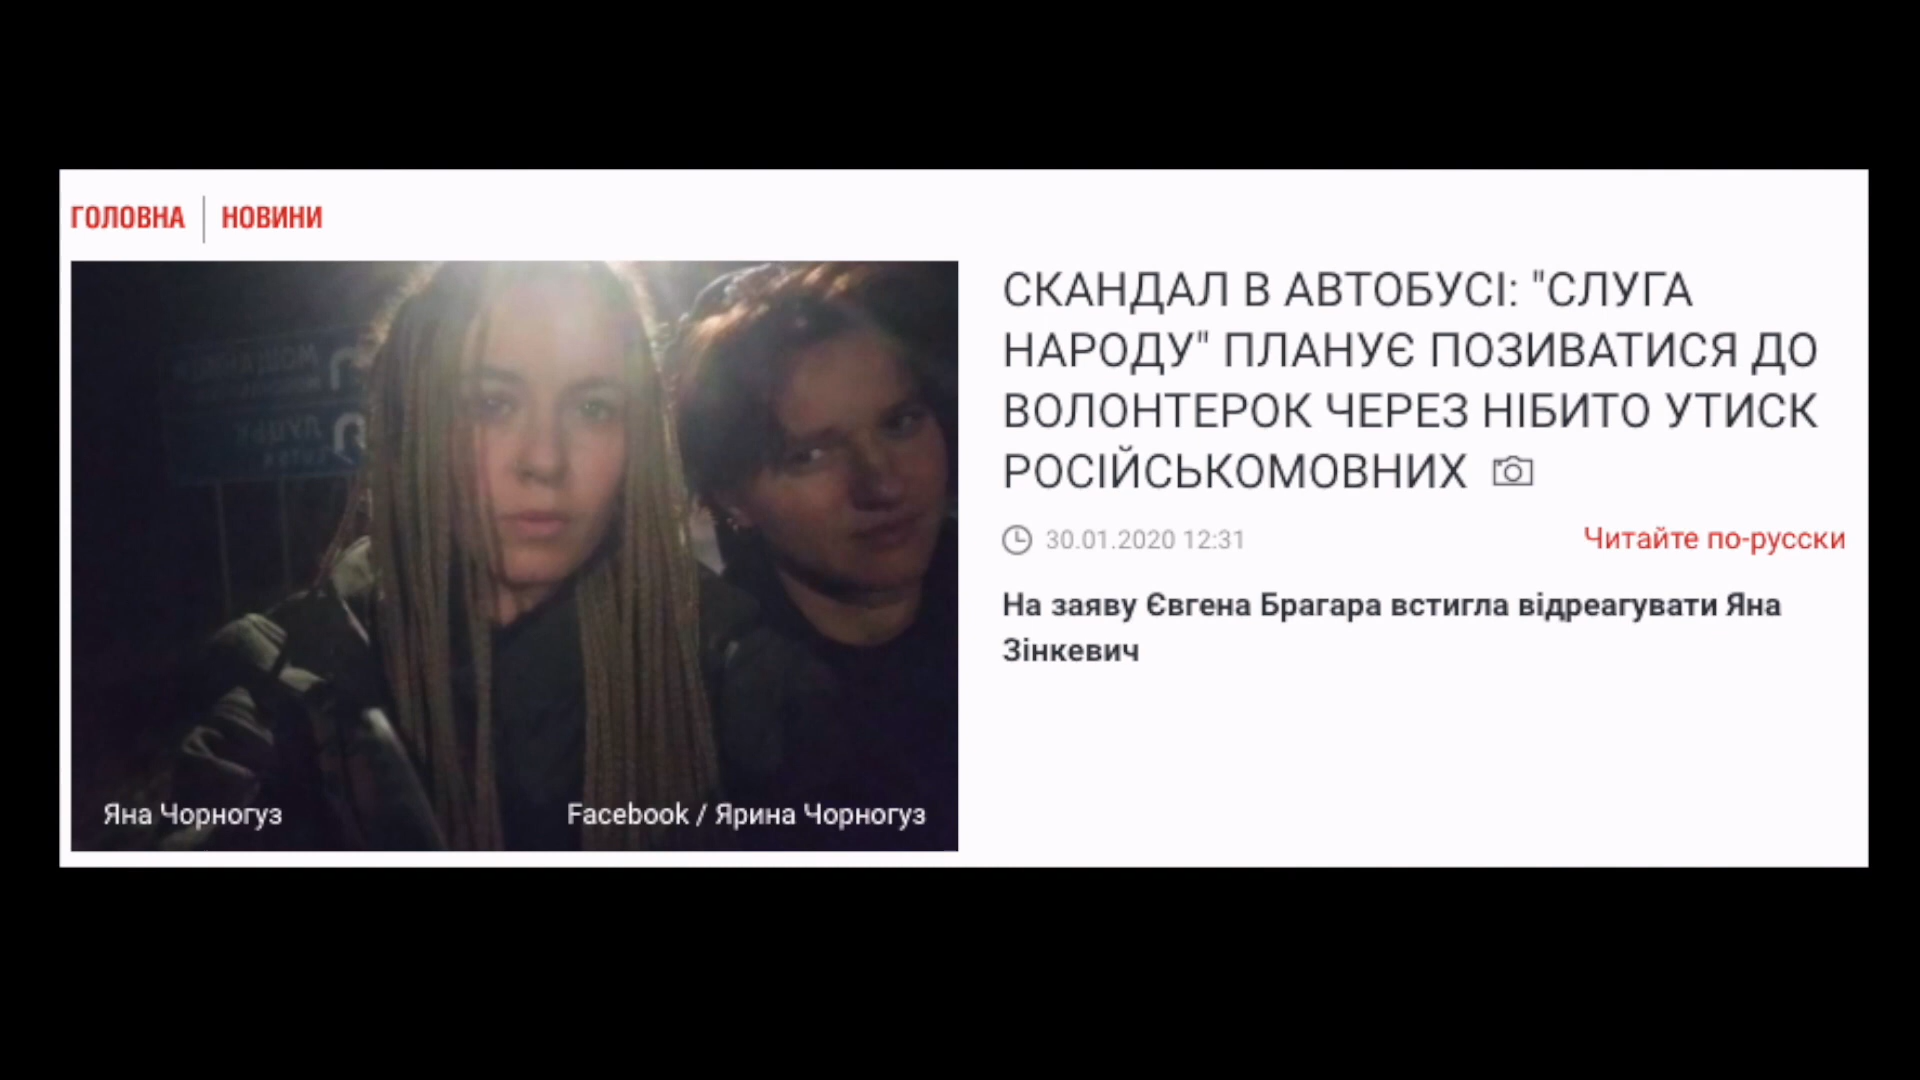 ГОЛОВНА | НОВИНИ
СКАНДАЛ В АВТОБУСІ: "СЛУГА
НАРОДУ" ПЛАНУЄ ПОЗИВАТИСЯ ДО
ВОЛОНТЕРОК ЧЕРЕЗ НІБИТО УТИСК
РОСІЙСЬКОМОВНИХ
30.01.2020 12:31
Читайте по-русски
На заяву Євгена Брагара встигла відреагувати Яна
Зінкевич
Яна Чорногуз
Facebook / Ярина Чорногуз